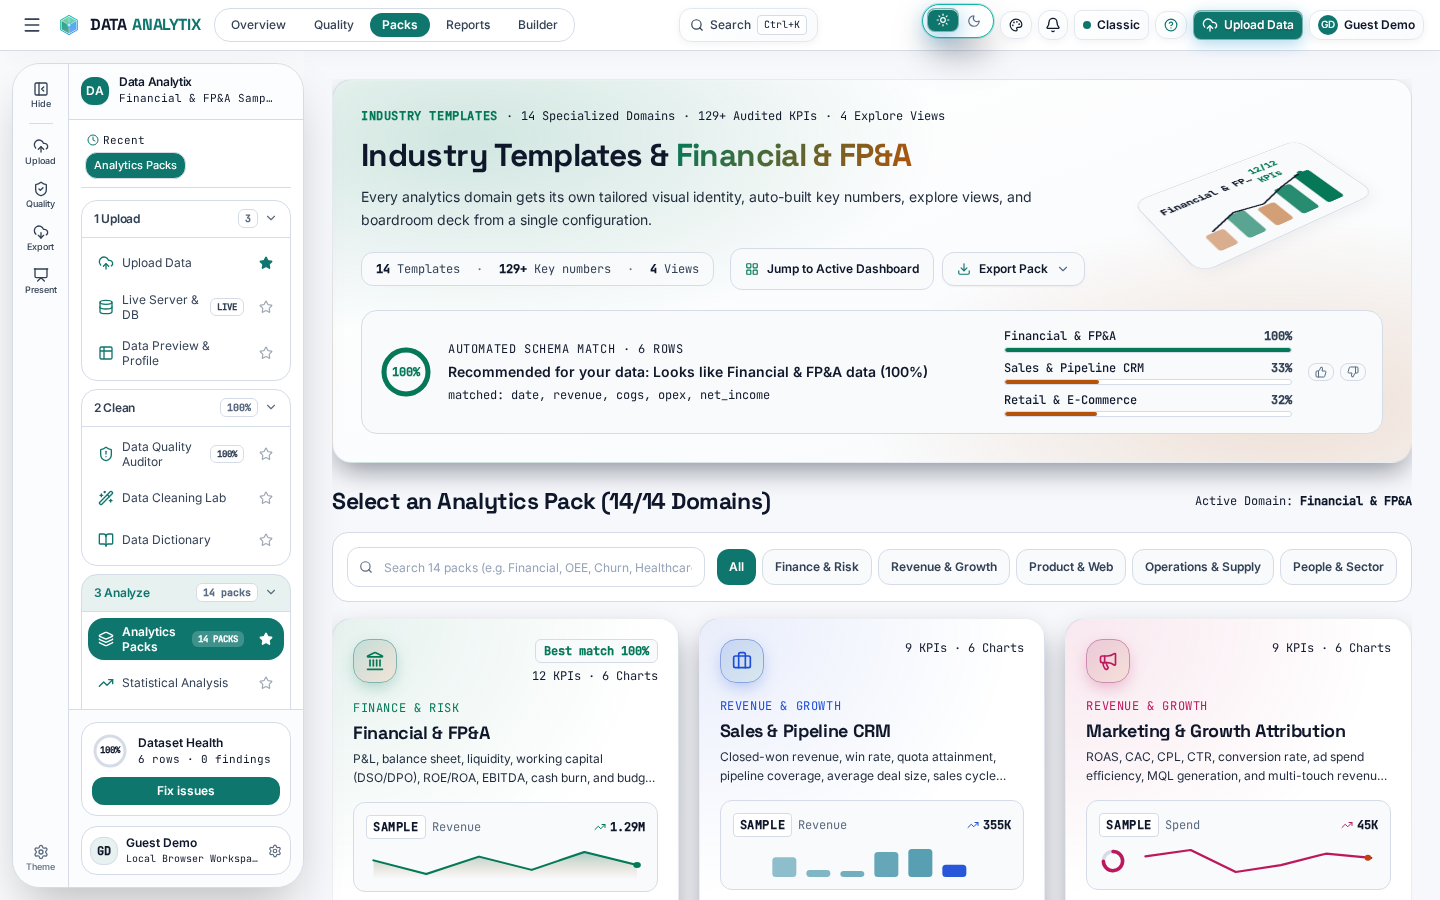 DATA ANALYTIX
Overview
Quality
Packs
Reports
Builder
Search
Ctrl+K
Classic
Upload Data
GD
Guest Demo
Hide
Upload
Quality
Export
Present
Theme
DA
Data Analytix
Financial & FP&A Samp…
Recent
Analytics Packs
1 Upload
3
Upload Data
Live Server &
DB
LIVE
Data Preview &
Profile
2 Clean
100%
Data Quality
Auditor
100%
Data Cleaning Lab
Data Dictionary
3 Analyze
14 packs
Analytics
Packs
14 PACKS
Statistical Analysis
100%
Dataset Health
6 rows · 0 findings
Fix issues
GD
Guest Demo
Local Browser Workspa…
INDUSTRY TEMPLATES · 14 Specialized Domains · 129+ Audited KPIs · 4 Explore Views
Industry Templates & Financial & FP&A
Every analytics domain gets its own tailored visual identity, auto-built key numbers, explore views, and
boardroom deck from a single configuration.
14 Templates · 129+ Key numbers · 4 Views
Jump to Active Dashboard
Export Pack
Financial & FP…
12/12
KPIs
100%
AUTOMATED SCHEMA MATCH · 6 ROWS
Recommended for your data: Looks like Financial & FP&A data (100%)
matched: date, revenue, cogs, opex, net_income
Financial & FP&A 100%
Sales & Pipeline CRM 33%
Retail & E-Commerce 32%
Select an Analytics Pack (14/14 Domains)
Active Domain: Financial & FP&A
Search 14 packs (e.g. Financial, OEE, Churn, Healthcar
All
Finance & Risk
Revenue & Growth
Product & Web
Operations & Supply
People & Sector
Best match 100%
12 KPIs · 6 Charts
FINANCE & RISK
Financial & FP&A
P&L, balance sheet, liquidity, working capital
(DSO/DPO), ROE/ROA, EBITDA, cash burn, and budg…
SAMPLE Revenue 1.29M
9 KPIs · 6 Charts
REVENUE & GROWTH
Sales & Pipeline CRM
Closed-won revenue, win rate, quota attainment,
pipeline coverage, average deal size, sales cycle…
SAMPLE Revenue 355K
9 KPIs · 6 Charts
REVENUE & GROWTH
Marketing & Growth Attribution
ROAS, CAC, CPL, CTR, conversion rate, ad spend
efficiency, MQL generation, and multi-touch revenu…
SAMPLE Spend 45K